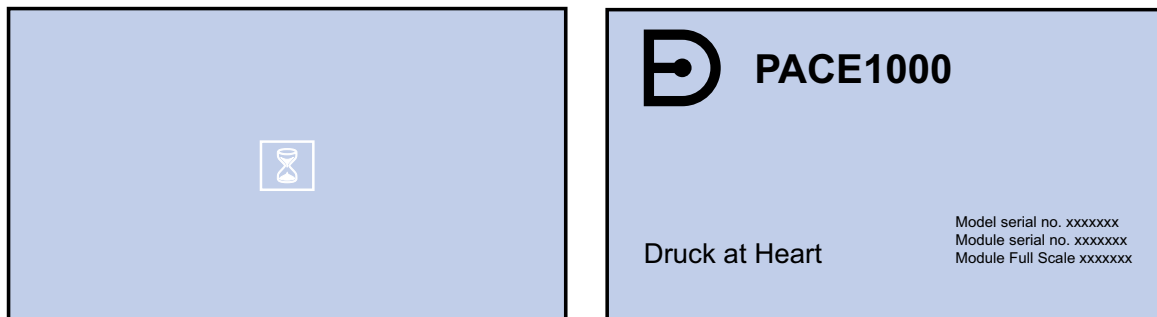 PACE1000
Druck at Heart
Model serial no. xxxxxxx
Module serial no. xxxxxxx
Module Full Scale xxxxxxx